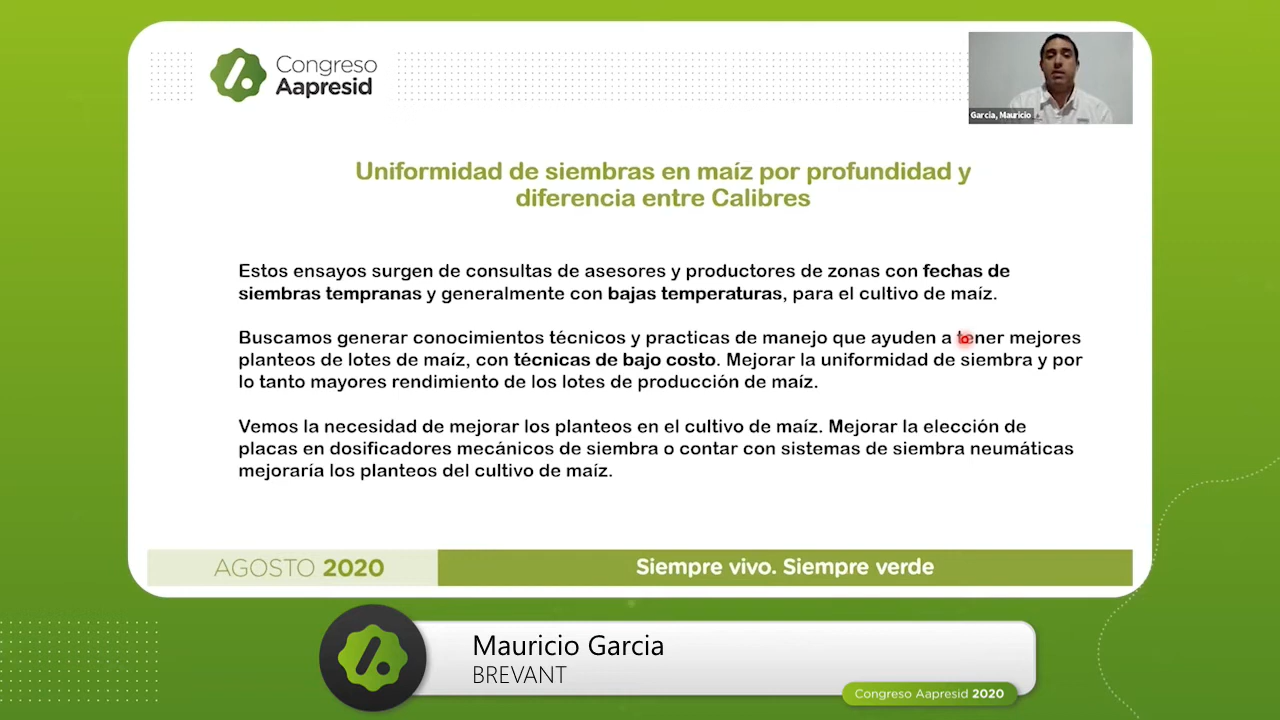 Congreso
Aapresid
Garcia, Mauricio
Uniformidad de siembras en maíz por profundidad y
diferencia entre Calibres
Estos ensayos surgen de consultas de asesores y productores de zonas con fechas de
siembras tempranas y generalmente con bajas temperaturas, para el cultivo de maíz.
Buscamos generar conocimientos técnicos y practicas de manejo que ayuden a tener mejores
planteos de lotes de maíz, con técnicas de bajo costo. Mejorar la uniformidad de siembra y por
lo tanto mayores rendimiento de los lotes de producción de maíz.
Vemos la necesidad de mejorar los planteos en el cultivo de maíz. Mejorar la elección de
placas en dosificadores mecánicos de siembra o contar con sistemas de siembra neumáticas
mejoraría los planteos del cultivo de maíz.
AGOSTO 2020
Siempre vivo. Siempre verde
Mauricio Garcia
BREVANT
Congreso Aapresid 2020